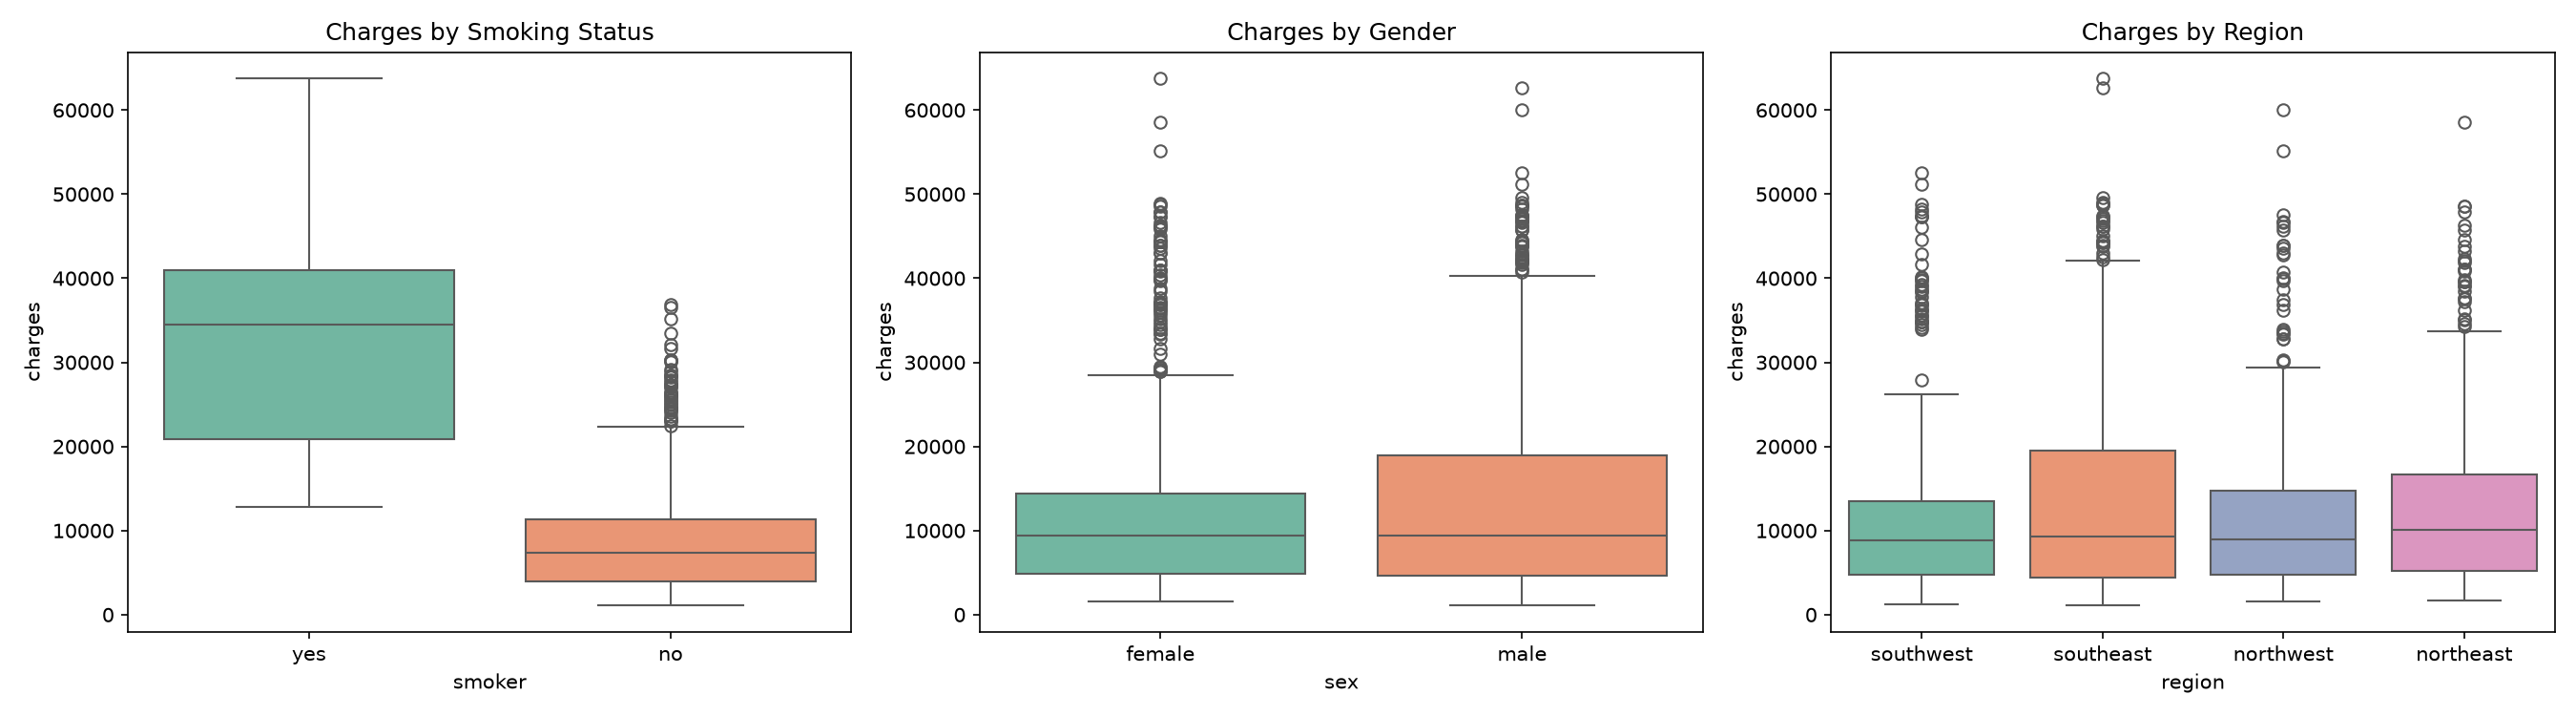 Charges by Smoking Status
60000
50000
40000
30000
20000
10000
0
charges
yes
no
smoker
Charges by Gender
60000
50000
40000
30000
20000
10000
0
charges
female
male
sex
Charges by Region
60000
50000
40000
30000
20000
10000
0
charges
southwest
southeast
northwest
northeast
region